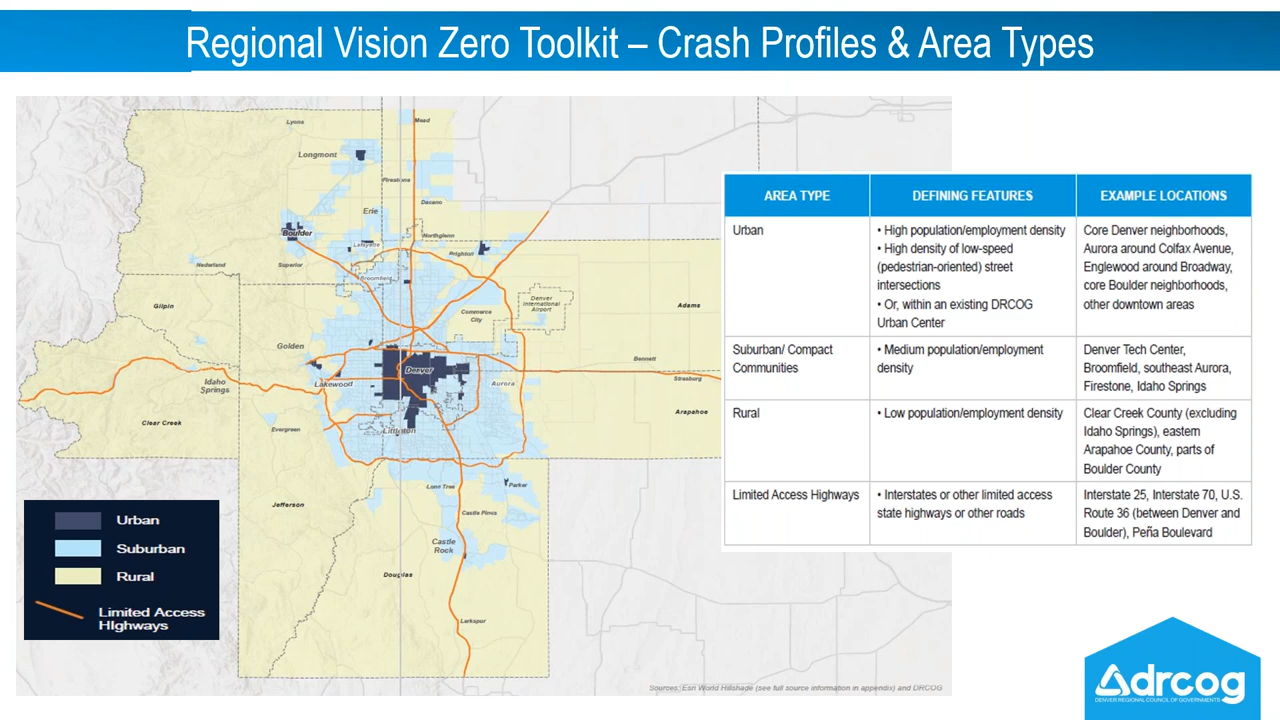 Regional Vision Zero Toolkit – Crash Profiles & Area Types
Lyons
Mead
Longmont
Firestone
Dacono
Erie
Boulder
Lafayette
Northglenn
Brighton
Nederland
Superior
Broomfield
Gilpin
Denver
International
Airport
Adams
Commerce
City
Golden
Bennett
Denver
Strasburg
Idaho
Springs
Lakewood
Aurora
Arapahoe
Clear Creek
Evergreen
Littleton
Lone Tree
Parker
Jefferson
Castle Pines
Castle
Rock
Douglas
Larkspur
Urban
Suburban
Rural
Limited Access
HIghways
AREA TYPE DEFINING FEATURES EXAMPLE LOCATIONS
Urban
• High population/employment density
• High density of low-speed
(pedestrian-oriented) street
intersections
• Or, within an existing DRCOG
Urban Center
Core Denver neighborhoods,
Aurora around Colfax Avenue,
Englewood around Broadway,
core Boulder neighborhoods,
other downtown areas
Suburban/ Compact
Communities
• Medium population/employment
density
Denver Tech Center,
Broomfield, southeast Aurora,
Firestone, Idaho Springs
Rural
• Low population/employment density
Clear Creek County (excluding
Idaho Springs), eastern
Arapahoe County, parts of
Boulder County
Limited Access Highways
• Interstates or other limited access
state highways or other roads
Interstate 25, Interstate 70, U.S.
Route 36 (between Denver and
Boulder), Peña Boulevard
Sources: Esri World Hillshade (see full source information in appendix) and DRCOG
drcog
DENVER REGIONAL COUNCIL OF GOVERNMENTS